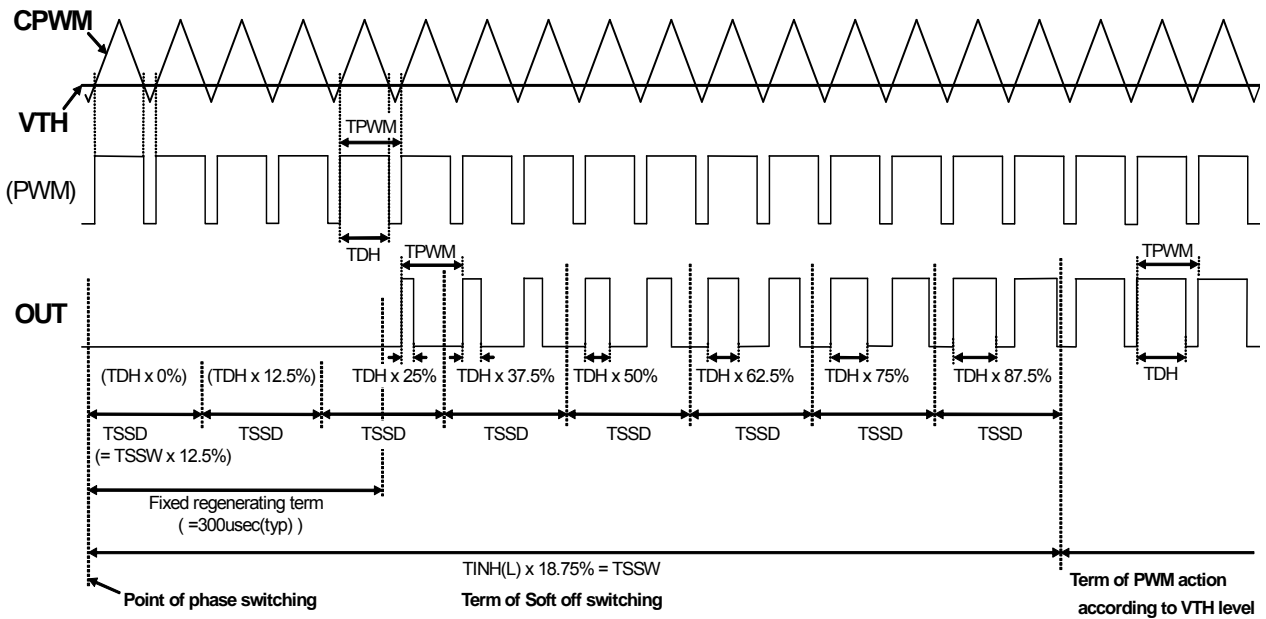 CPWM
VTH
TPWM
(PWM)
TDH
TPWM
TPWM
OUT
(TDH x 0%)
(TDH x 12.5%)
TDH x 25%
TDH x 37.5%
TDH x 50%
TDH x 62.5%
TDH x 75%
TDH x 87.5%
TDH
TSSD
TSSD
TSSD
TSSD
TSSD
TSSD
TSSD
TSSD
(= TSSW x 12.5%)
Fixed regenerating term
( =300usec(typ) )
TINH(L) x 18.75% = TSSW
Point of phase switching
Term of Soft off switching
Term of PWM action
according to VTH level